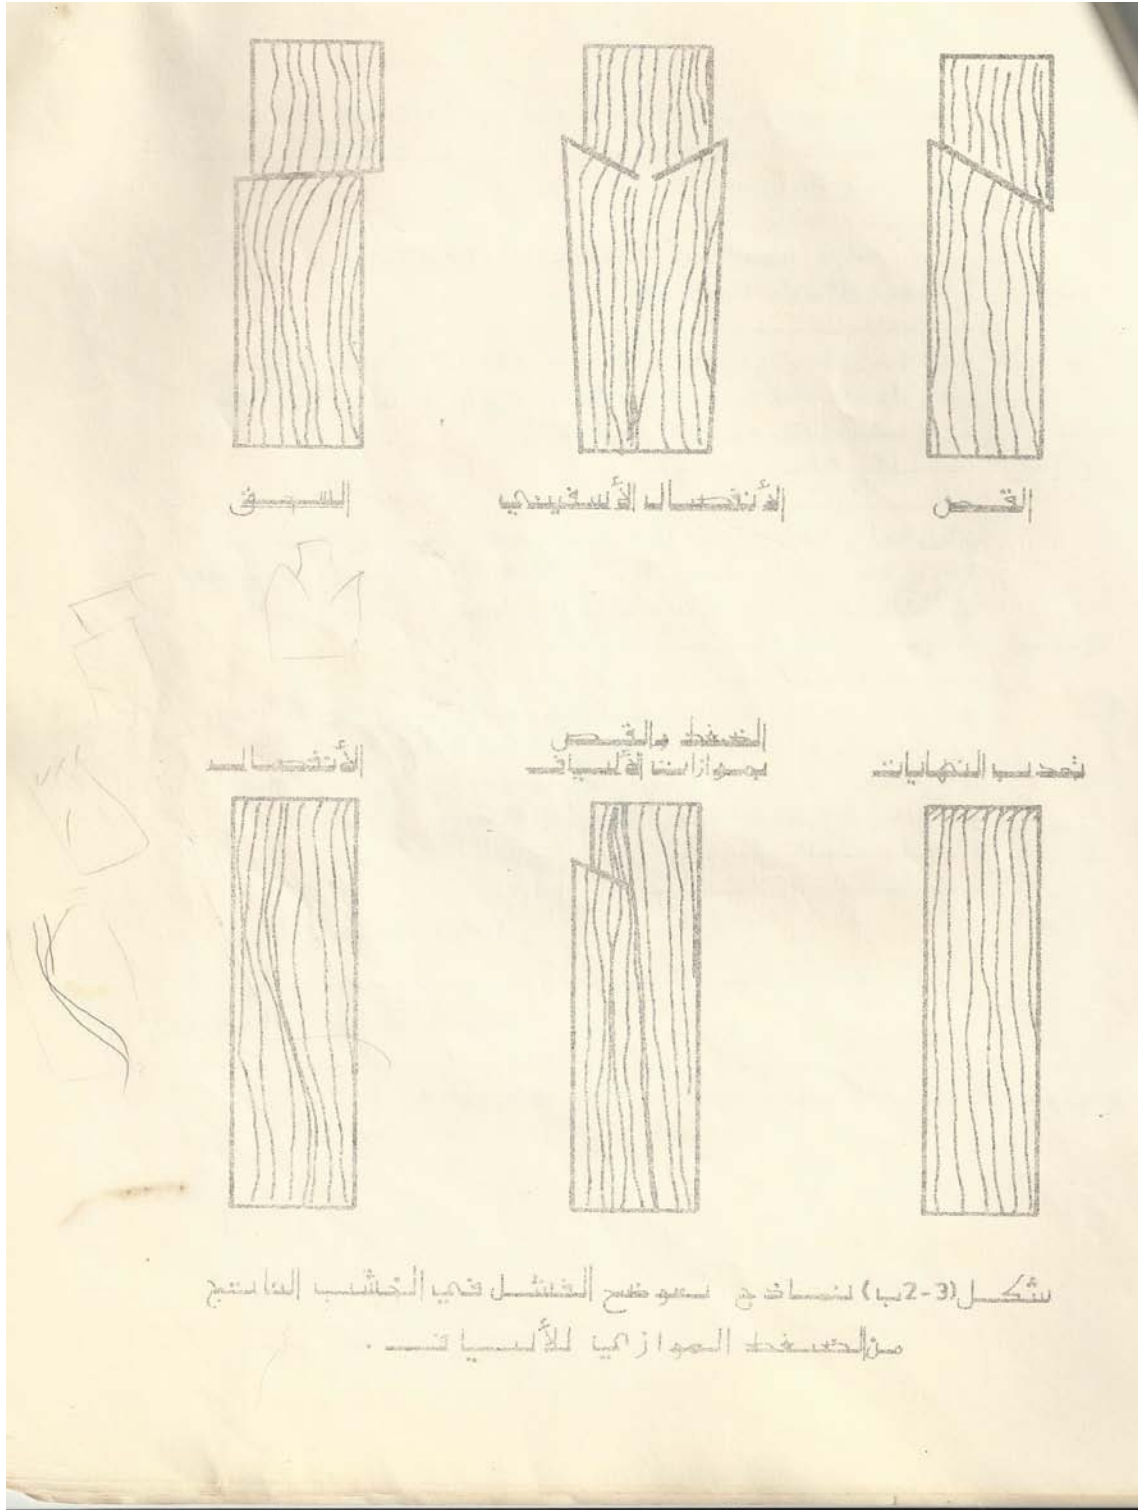 القص
الأنفصال الأسفيني
السحق
تحدب النهايات
الضغط والقص
بموازات الألياف
الأنفصال
شكل(3-2ب) نماذج توضح الفشل في الخشب الناتج
من الضغط الموازي للألياف .